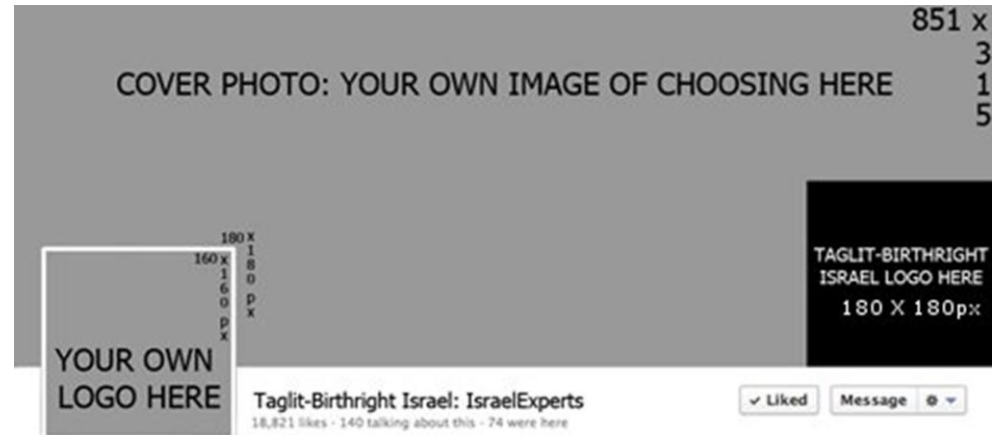 851 x
3
1
5
COVER PHOTO: YOUR OWN IMAGE OF CHOOSING HERE
180 x
1
8
0
p
x
160 x
1
6
0
p
x
YOUR OWN
LOGO HERE
TAGLIT-BIRTHRIGHT
ISRAEL LOGO HERE
180 X 180px
Taglit-Birthright Israel: IsraelExperts
18,821 likes · 140 talking about this · 74 were here
✓ Liked
Message